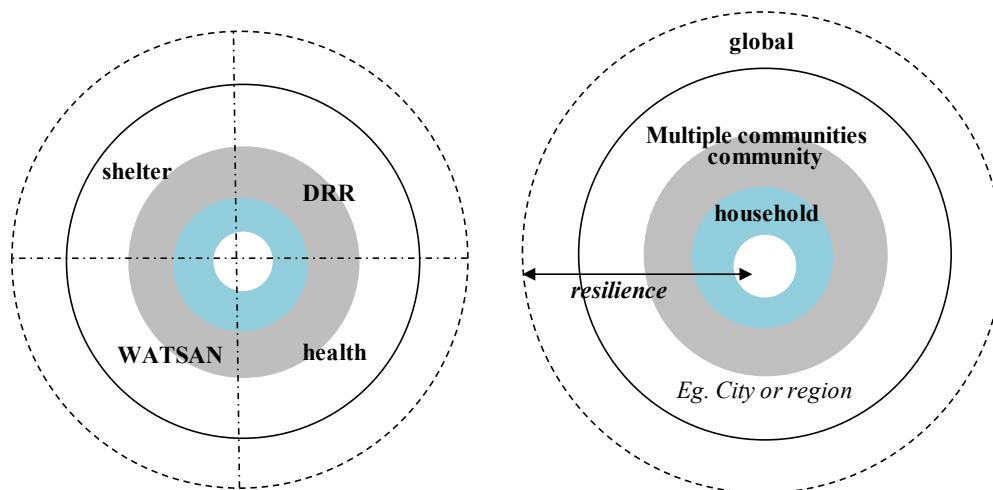 shelter
DRR
WATSAN
health
global
Multiple communities
community
household
resilience
Eg. City or region